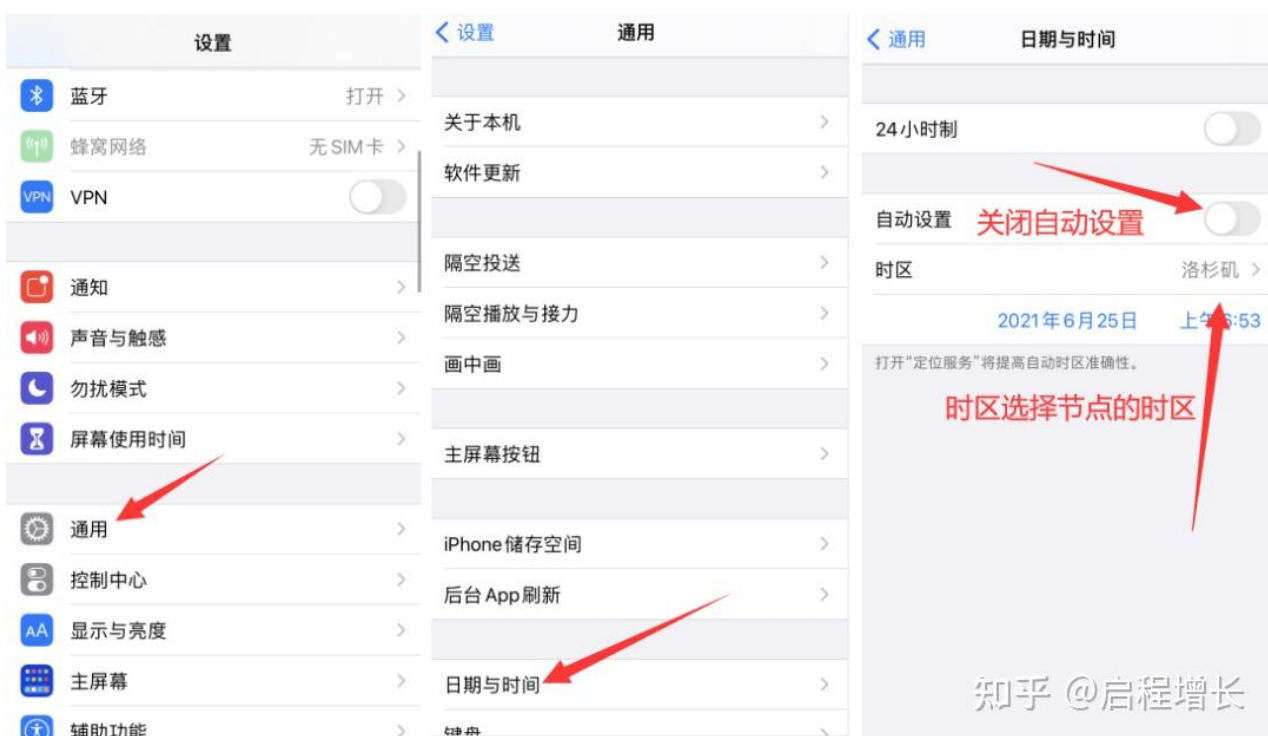 设置
蓝牙 打开
蜂窝网络 无SIM卡
VPN VPN
通知
声音与触感
勿扰模式
屏幕使用时间
通用
控制中心
AA 显示与亮度
主屏幕
辅助功能
设置 通用
关于本机
软件更新
隔空投送
隔空播放与接力
画中画
主屏幕按钮
iPhone储存空间
后台App刷新
日期与时间
键盘
通用 日期与时间
24小时制
自动设置 关闭自动设置
时区 洛杉矶
2021年6月25日 上午6:53
打开“定位服务”将提高自动时区准确性。
时区选择节点的时区
知乎 @启程增长